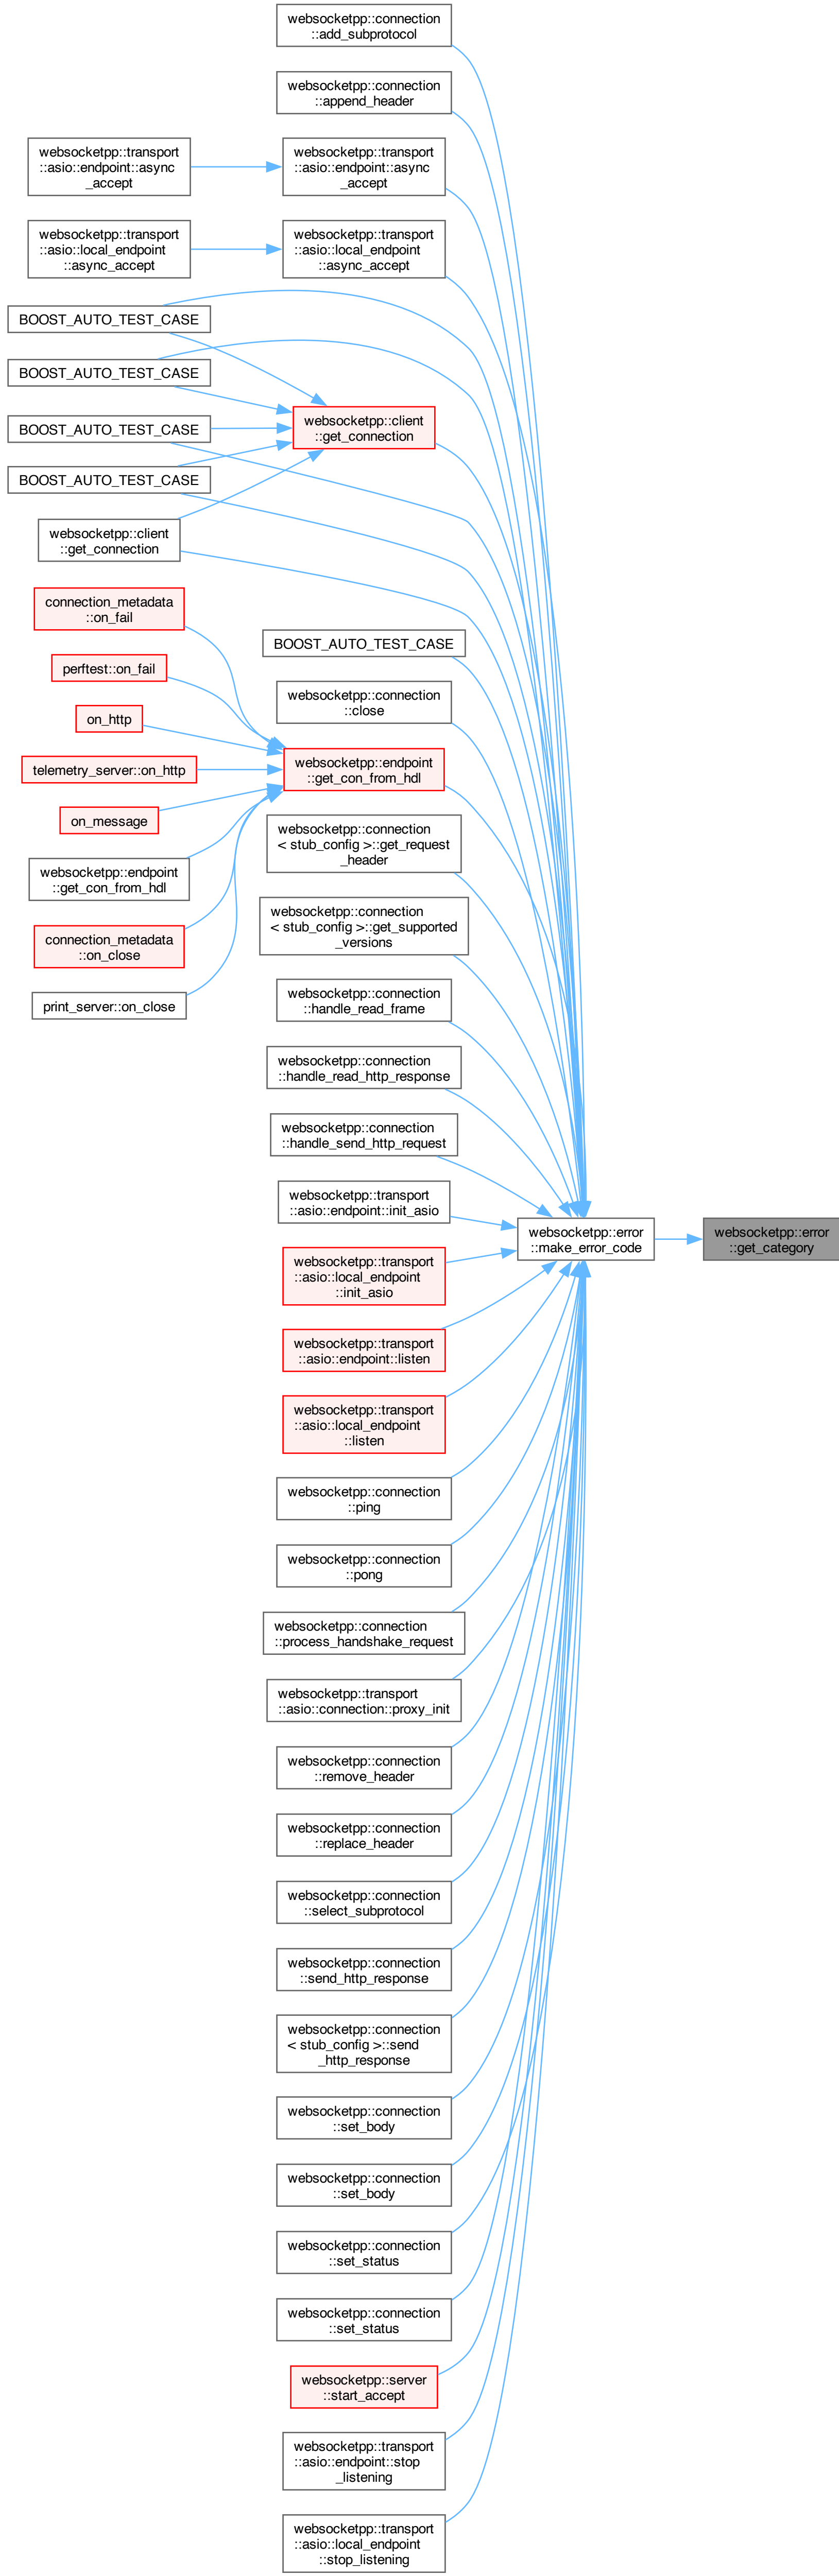 websocketpp::connection
::add_subprotocol
websocketpp::connection
::append_header
websocketpp::transport
::asio::endpoint::async
_accept
websocketpp::transport
::asio::endpoint::async
_accept
websocketpp::transport
::asio::local_endpoint
::async_accept
websocketpp::transport
::asio::local_endpoint
::async_accept
BOOST_AUTO_TEST_CASE
BOOST_AUTO_TEST_CASE
BOOST_AUTO_TEST_CASE
BOOST_AUTO_TEST_CASE
websocketpp::client
::get_connection
websocketpp::client
::get_connection
connection_metadata
::on_fail
perftest::on_fail
on_http
telemetry_server::on_http
on_message
websocketpp::endpoint
::get_con_from_hdl
connection_metadata
::on_close
print_server::on_close
BOOST_AUTO_TEST_CASE
websocketpp::connection
::close
websocketpp::endpoint
::get_con_from_hdl
websocketpp::connection
< stub_config >::get_request
_header
websocketpp::connection
< stub_config >::get_supported
_versions
websocketpp::connection
::handle_read_frame
websocketpp::connection
::handle_read_http_response
websocketpp::connection
::handle_send_http_request
websocketpp::transport
::asio::endpoint::init_asio
websocketpp::error
::make_error_code
websocketpp::error
::get_category
websocketpp::transport
::asio::local_endpoint
::init_asio
websocketpp::transport
::asio::endpoint::listen
websocketpp::transport
::asio::local_endpoint
::listen
websocketpp::connection
::ping
websocketpp::connection
::pong
websocketpp::connection
::process_handshake_request
websocketpp::transport
::asio::connection::proxy_init
websocketpp::connection
::remove_header
websocketpp::connection
::replace_header
websocketpp::connection
::select_subprotocol
websocketpp::connection
::send_http_response
websocketpp::connection
< stub_config >::send
_http_response
websocketpp::connection
::set_body
websocketpp::connection
::set_body
websocketpp::connection
::set_status
websocketpp::connection
::set_status
websocketpp::server
::start_accept
websocketpp::transport
::asio::endpoint::stop
_listening
websocketpp::transport
::asio::local_endpoint
::stop_listening